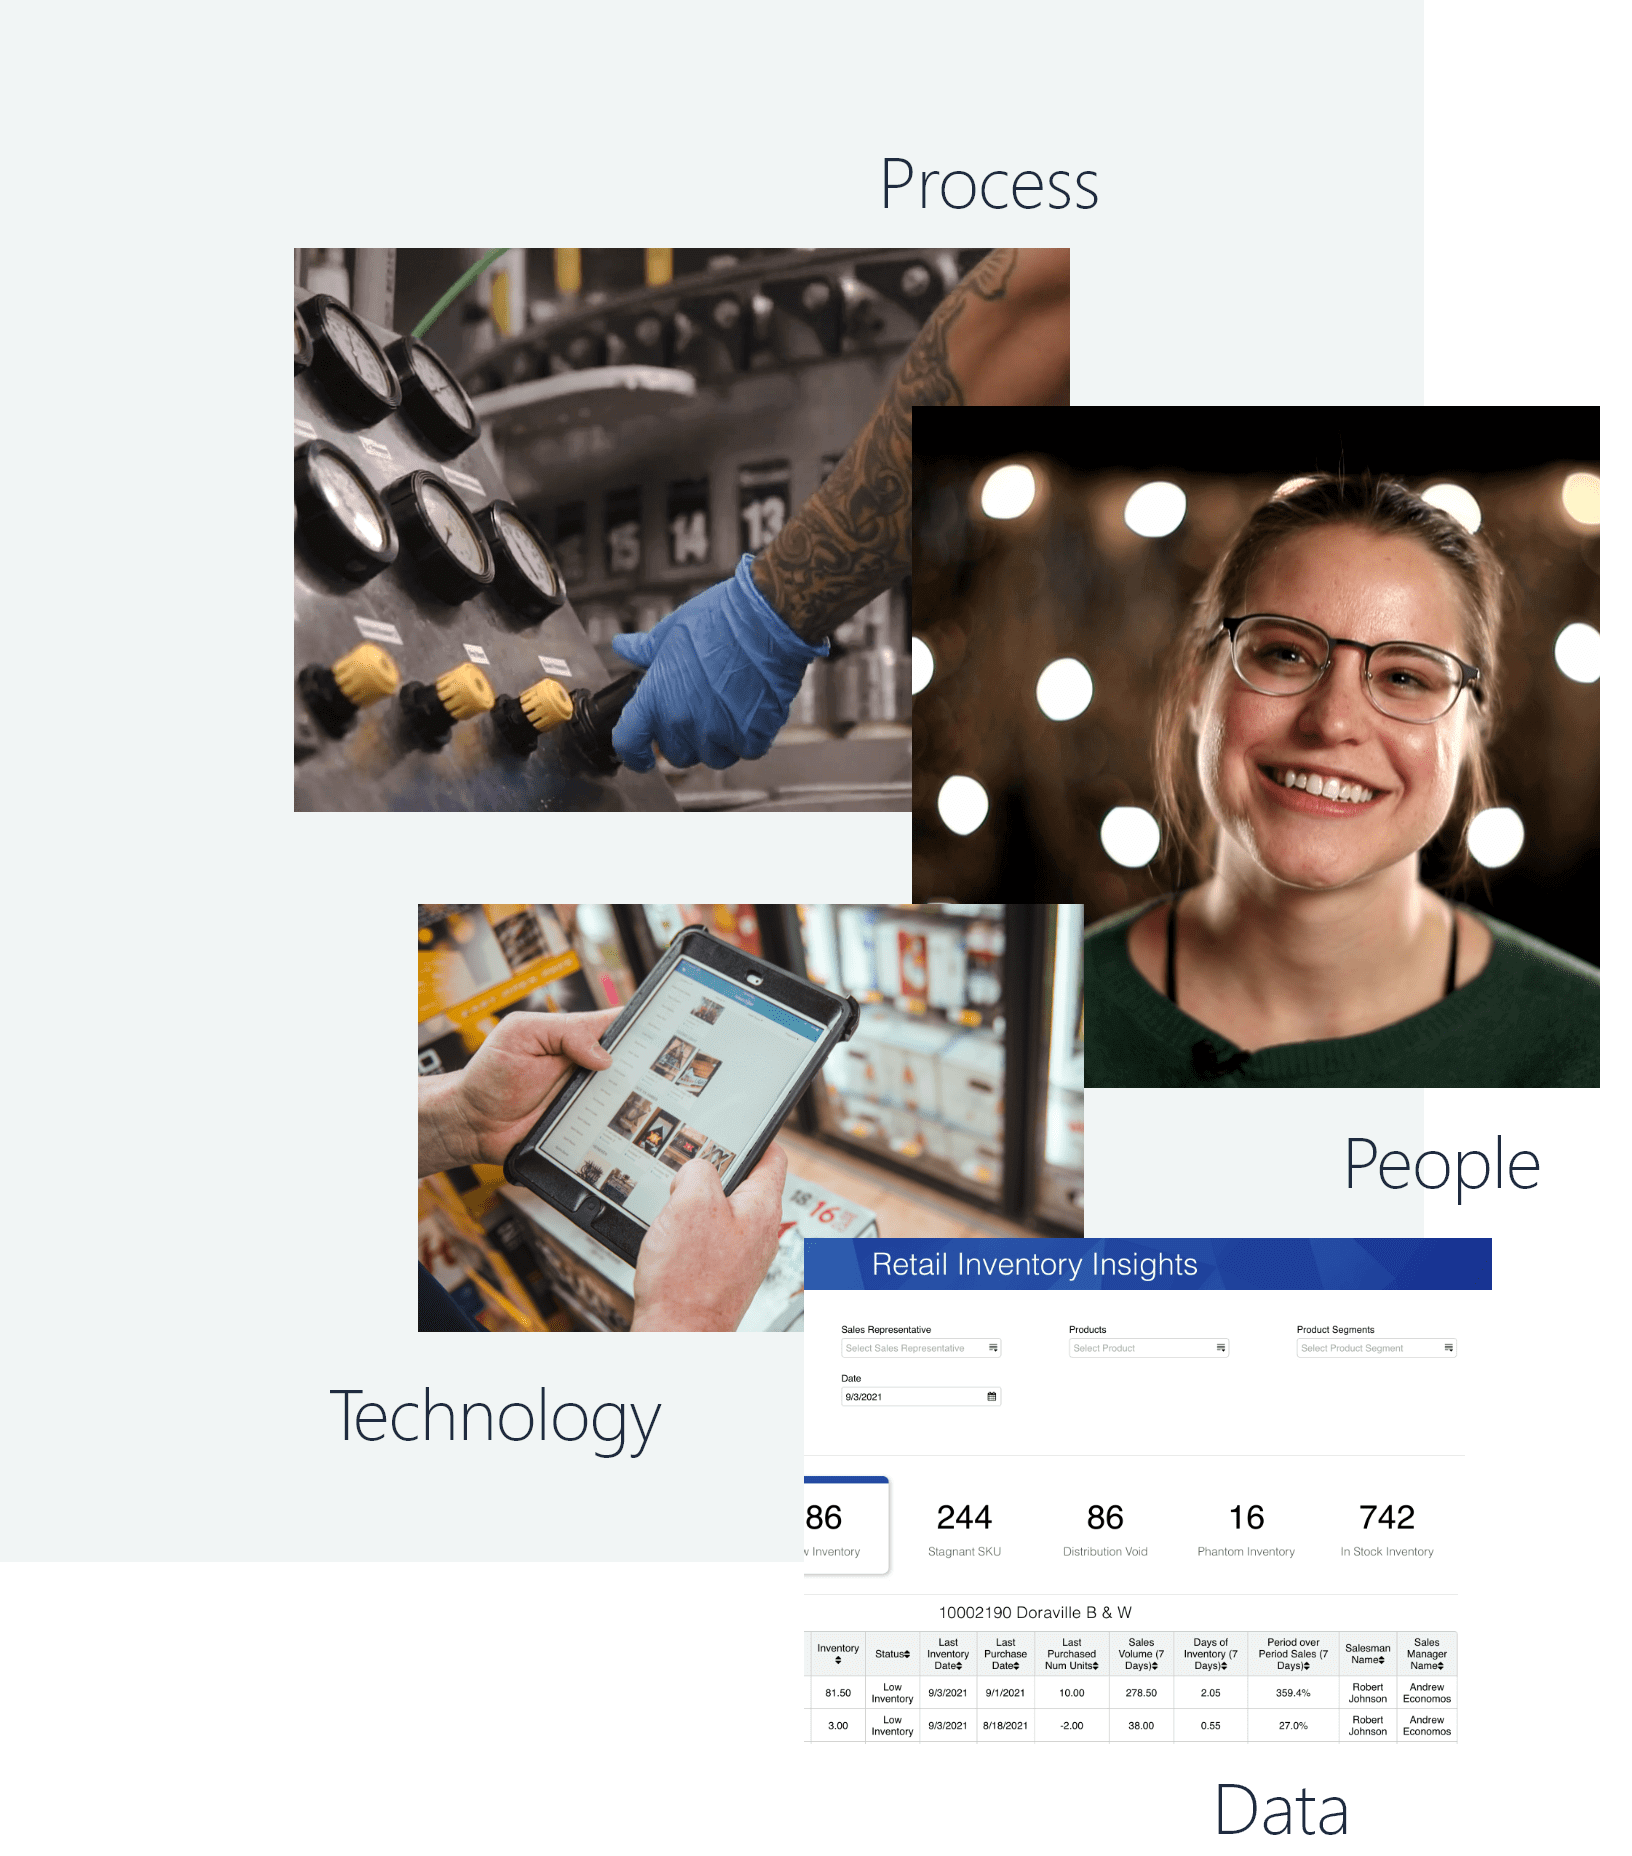 Process
15 14 13
18 16
People
Retail Inventory Insights
Sales Representative Products Product Segments
Select Sales Representative Select Product Select Product Segment
Date
9/3/2021
86 244 86 16 742
Inventory Stagnant SKU Distribution Void Phantom Inventory In Stock Inventory
Technology
10002190 Doraville B & W
Inventory Status Last Inventory Date Last Purchase Date Last Purchased Num Units Sales Volume (7 Days) Days of Inventory (7 Days) Period over Period Sales (7 Days) Salesman Name Sales Manager Name
81.50 Low Inventory 9/3/2021 9/1/2021 10.00 278.50 2.05 359.4% Robert Johnson Andrew Economos
3.00 Low Inventory 9/3/2021 8/18/2021 -2.00 38.00 0.55 27.0% Robert Johnson Andrew Economos
Data